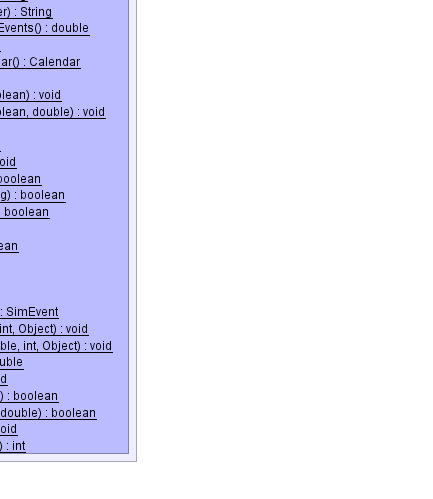 er) : String
Events() : double
ar() : Calendar
olean) : void
olean, double) : void
oid
boolean
g) : boolean
boolean
ean
: SimEvent
int, Object) : void
ble, int, Object) : void
uble
d
) : boolean
double) : boolean
oid
) : int